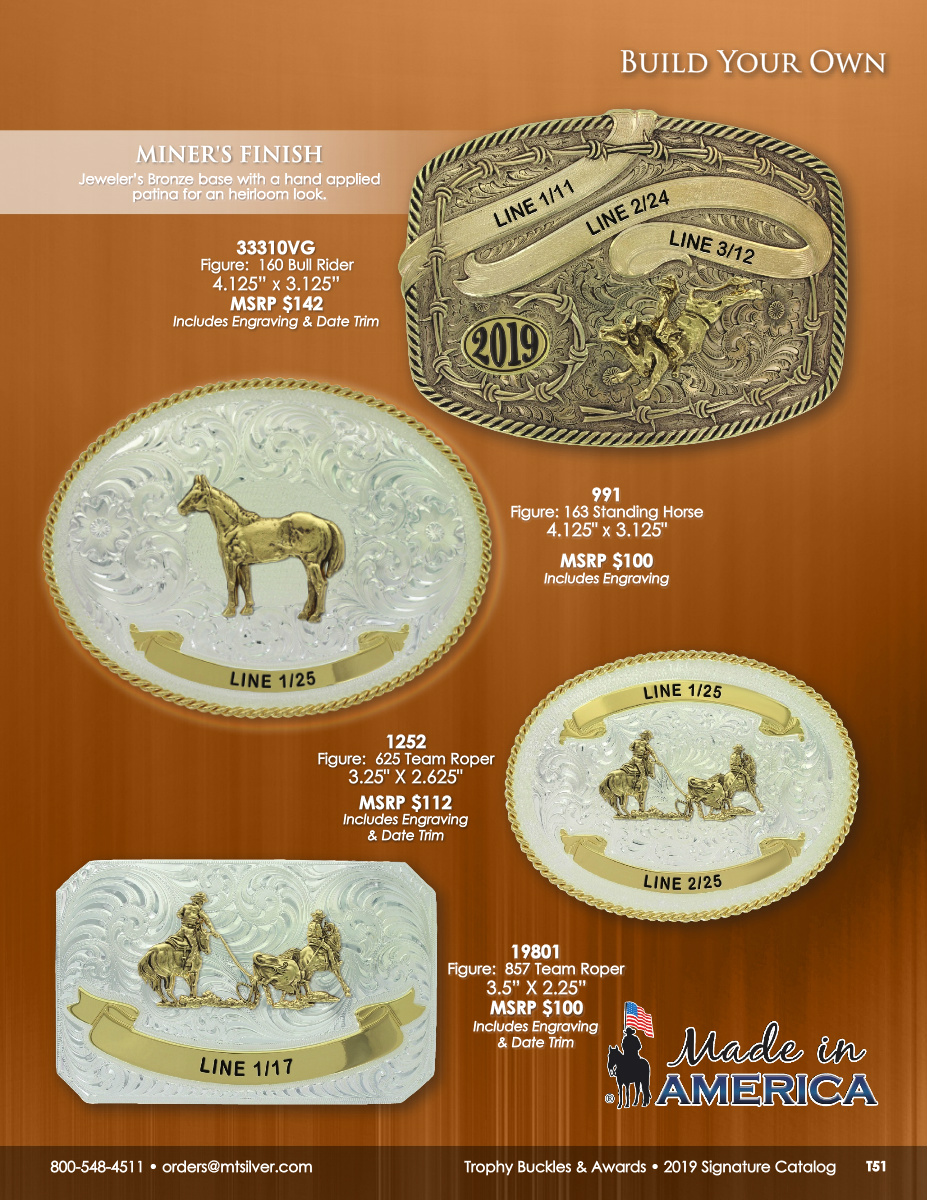 Build Your Own
MINER'S FINISH
Jeweler's Bronze base with a hand applied
patina for an heirloom look.
33310VG
Figure: 160 Bull Rider
4.125" x 3.125"
MSRP $142
Includes Engraving & Date Trim
LINE 1/11
LINE 2/24
LINE 3/12
2019
991
Figure: 163 Standing Horse
4.125" x 3.125"
MSRP $100
Includes Engraving
LINE 1/25
1252
Figure: 625 Team Roper
3.25" X 2.625"
MSRP $112
Includes Engraving
& Date Trim
LINE 1/25
LINE 2/25
19801
Figure: 857 Team Roper
3.5" X 2.25"
MSRP $100
Includes Engraving
& Date Trim
LINE 1/17
®
Made in
AMERICA
800-548-4511 • orders@mtsilver.com
Trophy Buckles & Awards • 2019 Signature Catalog T51